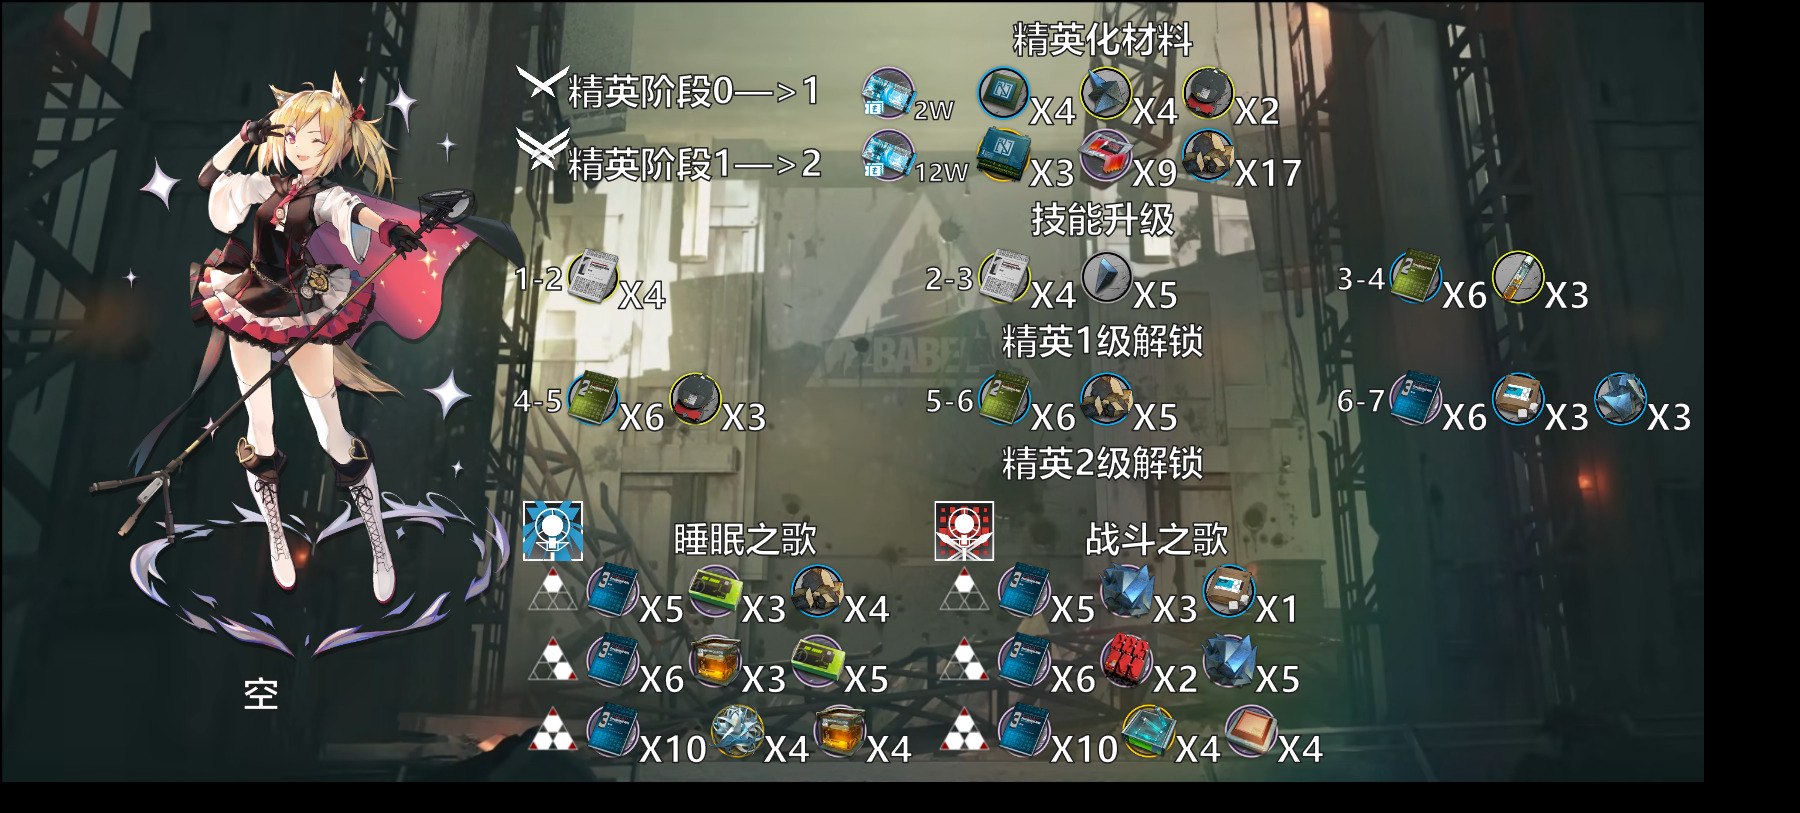 精英化材料
精英阶段0—>1 2W X4 X4 X2
精英阶段1—>2 12W X3 X9 X17
技能升级
1-2 X4 2-3 X4 X5 3-4 X6 X3
精英1级解锁
BABEL
4-5 X6 X3 5-6 X6 X5 6-7 X6 X3 X3
精英2级解锁
睡眠之歌 战斗之歌
X5 X3 X4 X5 X3 X1
X6 X3 X5 X6 X2 X5
空
X10 X4 X4 X10 X4 X4